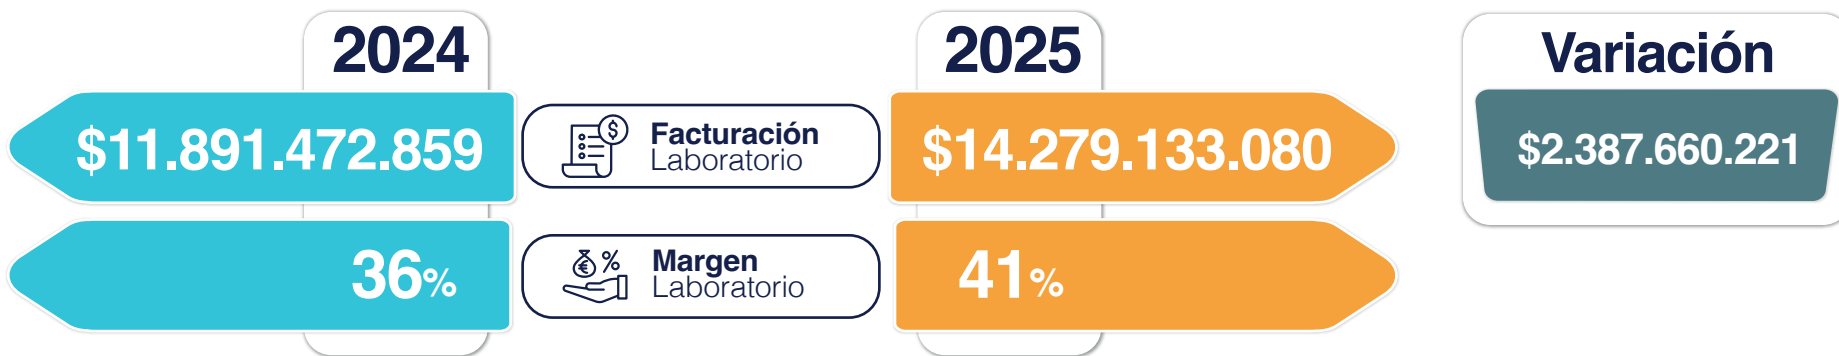 2024
2025
Variación
$11.891.472.859
Facturación
Laboratorio
$14.279.133.080
$2.387.660.221
36%
Margen
Laboratorio
41%